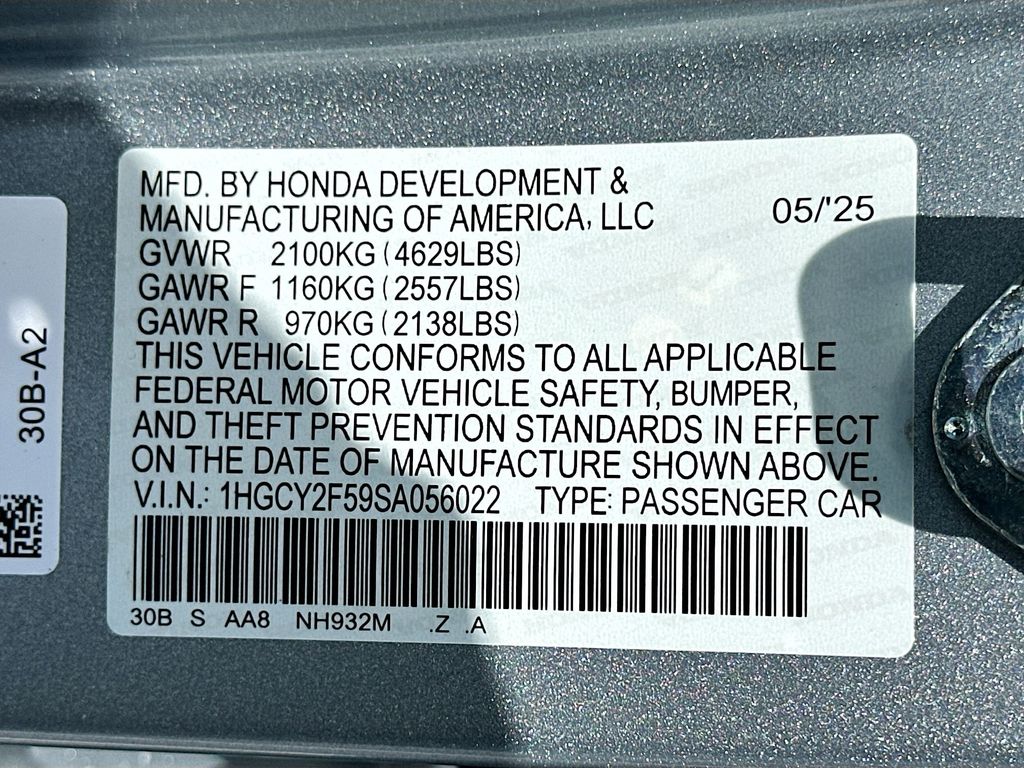 MFD. BY HONDA DEVELOPMENT &
MANUFACTURING OF AMERICA, LLC 05/'25
GVWR 2100KG (4629LBS)
GAWR F 1160KG (2557LBS)
GAWR R 970KG (2138LBS)
THIS VEHICLE CONFORMS TO ALL APPLICABLE
FEDERAL MOTOR VEHICLE SAFETY, BUMPER,
AND THEFT PREVENTION STANDARDS IN EFFECT
ON THE DATE OF MANUFACTURE SHOWN ABOVE.
V.I.N.: 1HGCY2F59SA056022 TYPE: PASSENGER CAR
30B S AA8 NH932M .Z .A
30B-A2